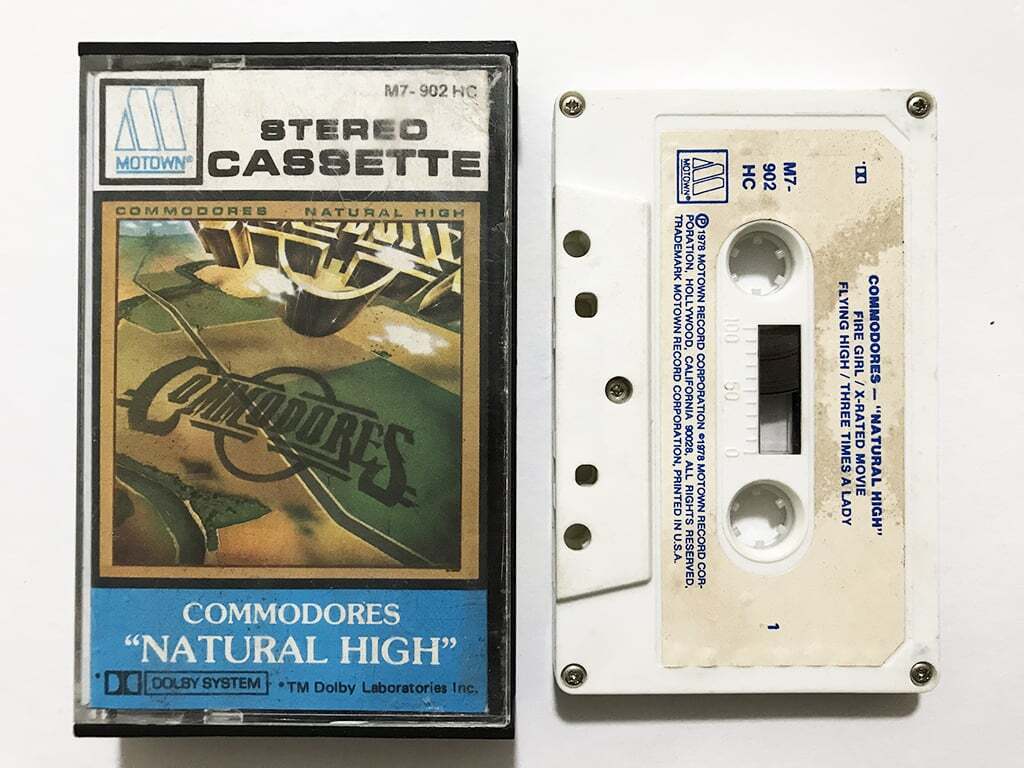 M7-902 HC
MOTOWN®
STEREO
CASSETTE
COMMODORES NATURAL HIGH
COMMODORES
COMMODORES
"NATURAL HIGH"
DOLBY SYSTEM
•TM Dolby Laboratories Inc.
COMMODORES — "NATURAL HIGH"
FIRE GIRL / X-RATED MOVIE
FLYING HIGH / THREE TIMES A LADY
M7-
902
HC
100 50 0
1
MOTOWN®
℗1978 MOTOWN RECORD CORPORATION ©1978 MOTOWN RECORD COR-
PORATION, HOLLYWOOD, CALIFORNIA 90028, ALL RIGHTS RESERVED,
TRADEMARK MOTOWN RECORD CORPORATION, PRINTED IN U.S.A.